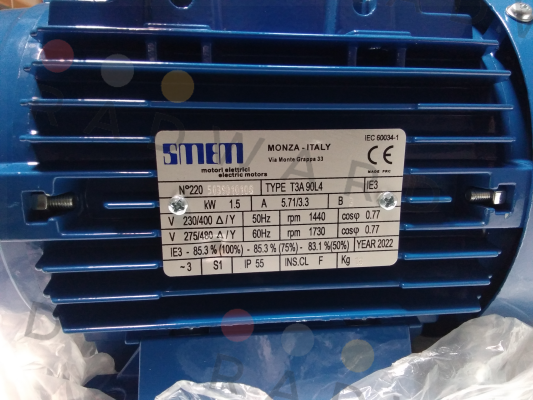 IEC 60034-1
SMEM
MONZA - ITALY
Via Monte Grappa 33
motori elettrici
electric motors
CE
N° 220 TYPE T3A 90L4 IE3
kW 1.5 A 5.71/3.3 B
V 230/400 Δ / Y 50Hz rpm 1440 cosφ 0.77
V 275/480 Δ / Y 60Hz rpm 1730 cosφ 0.77
IE3 - 85.3 % (100%) - 85.3 % (75%) - 83.1 % (50%) YEAR 2022
~ 3 S1 IP 55 INS.CL F Kg